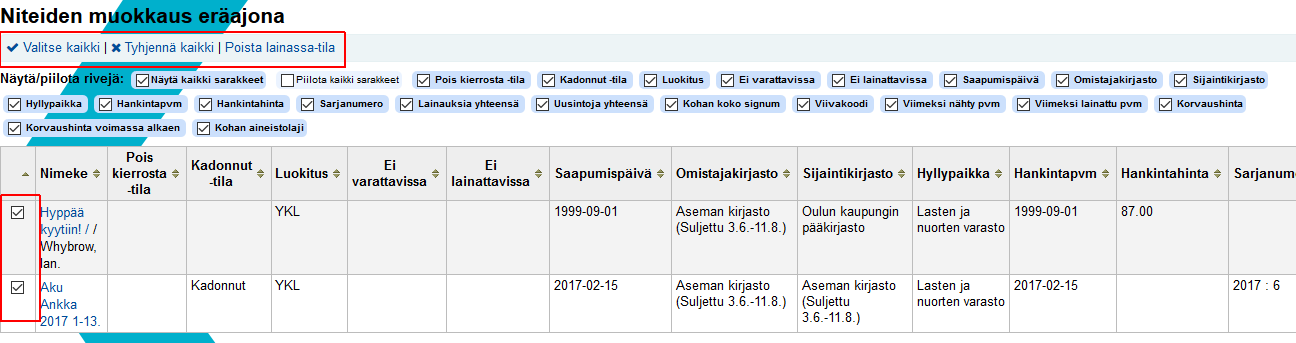 Niteiden muokkaus eräajona
✔ Valitse kaikki | ✖ Tyhjennä kaikki | Poista lainassa-tila
Näytä/piilota rivejä: Näytä kaikki sarakkeet Piilota kaikki sarakkeet Pois kierrosta -tila Kadonnut -tila Luokitus Ei varattavissa Ei lainattavissa Saapumispäivä Omistajakirjasto Sijaintikirjasto
Hyllypaikka Hankintapvm Hankintahinta Sarjanumero Lainauksia yhteensä Uusintoja yhteensä Kohan koko signum Viivakoodi Viimeksi nähty pvm Viimeksi lainattu pvm Korvaushinta
Korvaushinta voimassa alkaen Kohan aineistolaji
Nimeke
Pois
kierrosta
-tila
Kadonnut
-tila
Luokitus
Ei
varattavissa
Ei
lainattavissa
Saapumispäivä
Omistajakirjasto
Sijaintikirjasto
Hyllypaikka
Hankintapvm
Hankintahinta
Sarjanume
Hyppää
kyytiin! / /
Whybrow,
Ian.
YKL
1999-09-01
Aseman kirjasto
(Suljettu 3.6.-11.8.)
Oulun kaupungin
pääkirjasto
Lasten ja
nuorten varasto
1999-09-01
87.00
Aku
Ankka
2017 1-13.
Kadonnut
YKL
2017-02-15
Aseman kirjasto
(Suljettu 3.6.-11.8.)
Aseman kirjasto
(Suljettu
3.6.-11.8.)
Lasten ja
nuorten varasto
2017-02-15
2017 : 6